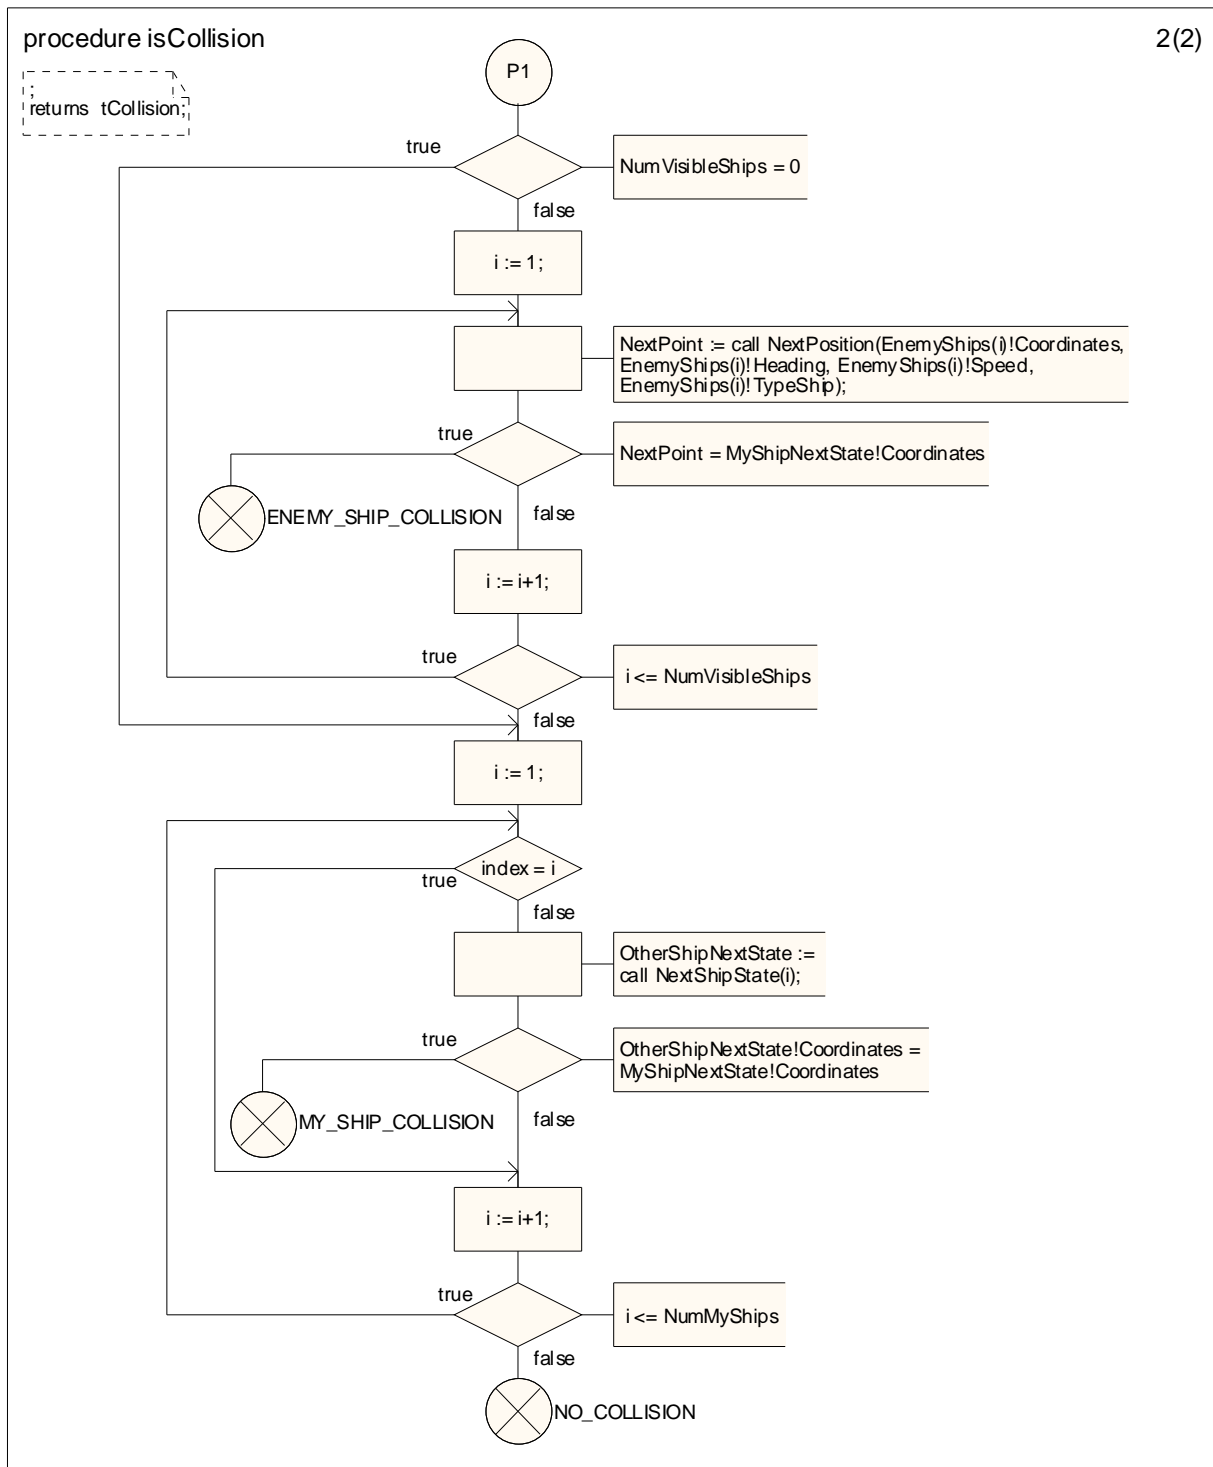 procedure isCollision
2(2)
;
returns tCollision;
P1
true
NumVisibleShips = 0
false
i := 1;
NextPoint := call NextPosition(EnemyShips(i)!Coordinates,
EnemyShips(i)!Heading, EnemyShips(i)!Speed,
EnemyShips(i)!TypeShip);
true
NextPoint = MyShipNextState!Coordinates
ENEMY_SHIP_COLLISION
false
i := i+1;
true
i <= NumVisibleShips
false
i := 1;
index = i
true
false
OtherShipNextState :=
call NextShipState(i);
true
OtherShipNextState!Coordinates =
MyShipNextState!Coordinates
MY_SHIP_COLLISION
false
i := i+1;
true
i <= NumMyShips
false
NO_COLLISION